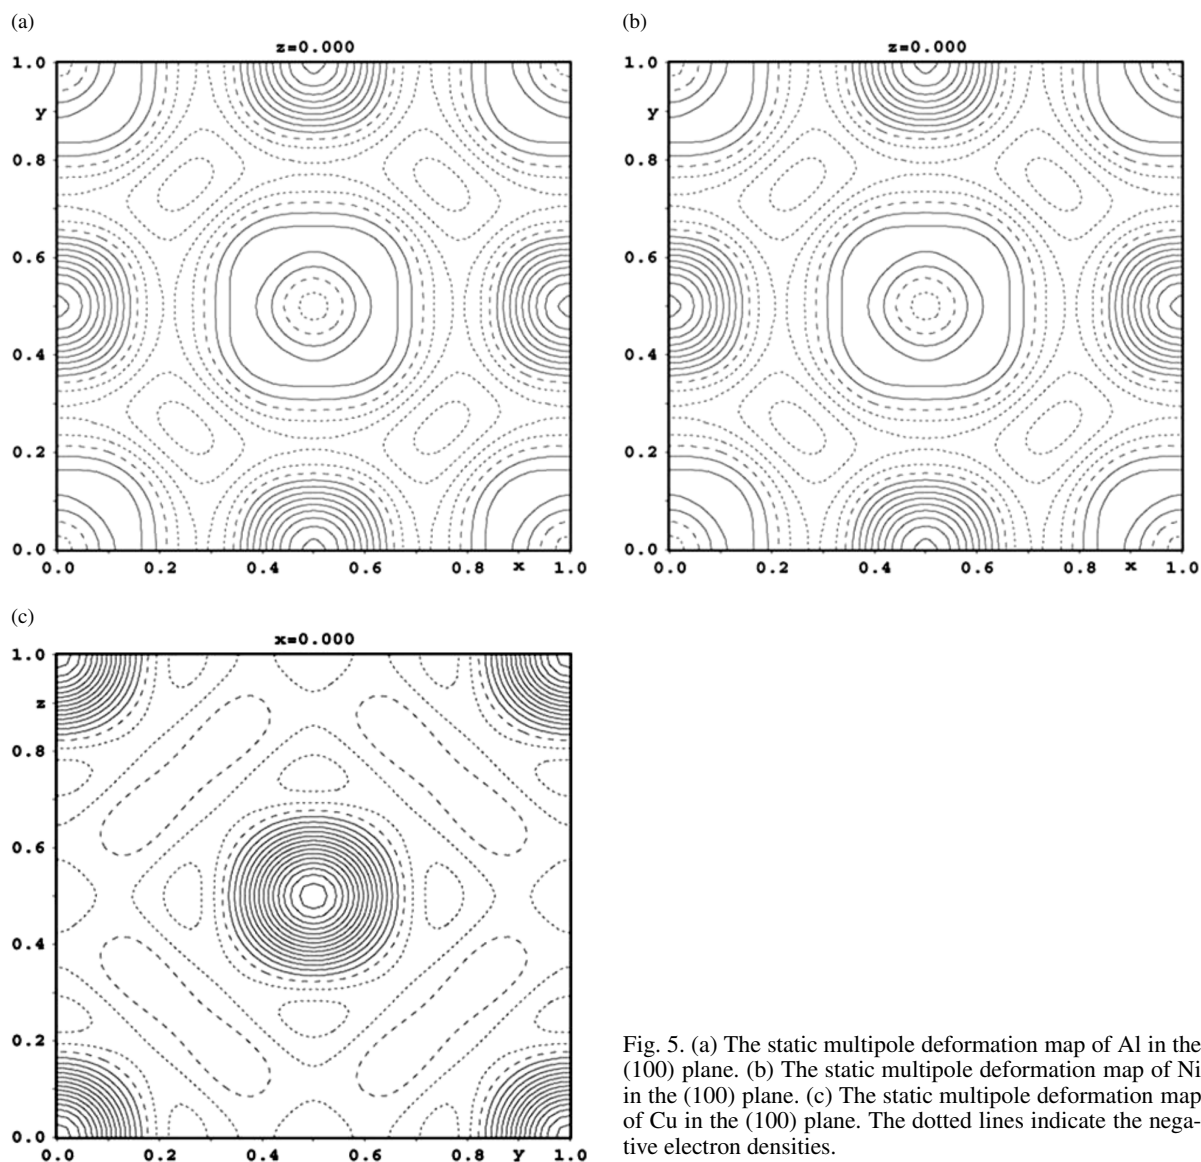 (a)
z=0.000
1.0
y
0.8
0.6
0.4
0.2
0.0
0.0 0.2 0.4 0.6 0.8 x 1.0
(b)
z=0.000
1.0
y
0.8
0.6
0.4
0.2
0.0
0.0 0.2 0.4 0.6 0.8 x 1.0
(c)
x=0.000
1.0
z
0.8
0.6
0.4
0.2
0.0
0.0 0.2 0.4 0.6 0.8 y 1.0
Fig. 5. (a) The static multipole deformation map of Al in the
(100) plane. (b) The static multipole deformation map of Ni
in the (100) plane. (c) The static multipole deformation map
of Cu in the (100) plane. The dotted lines indicate the nega-
tive electron densities.